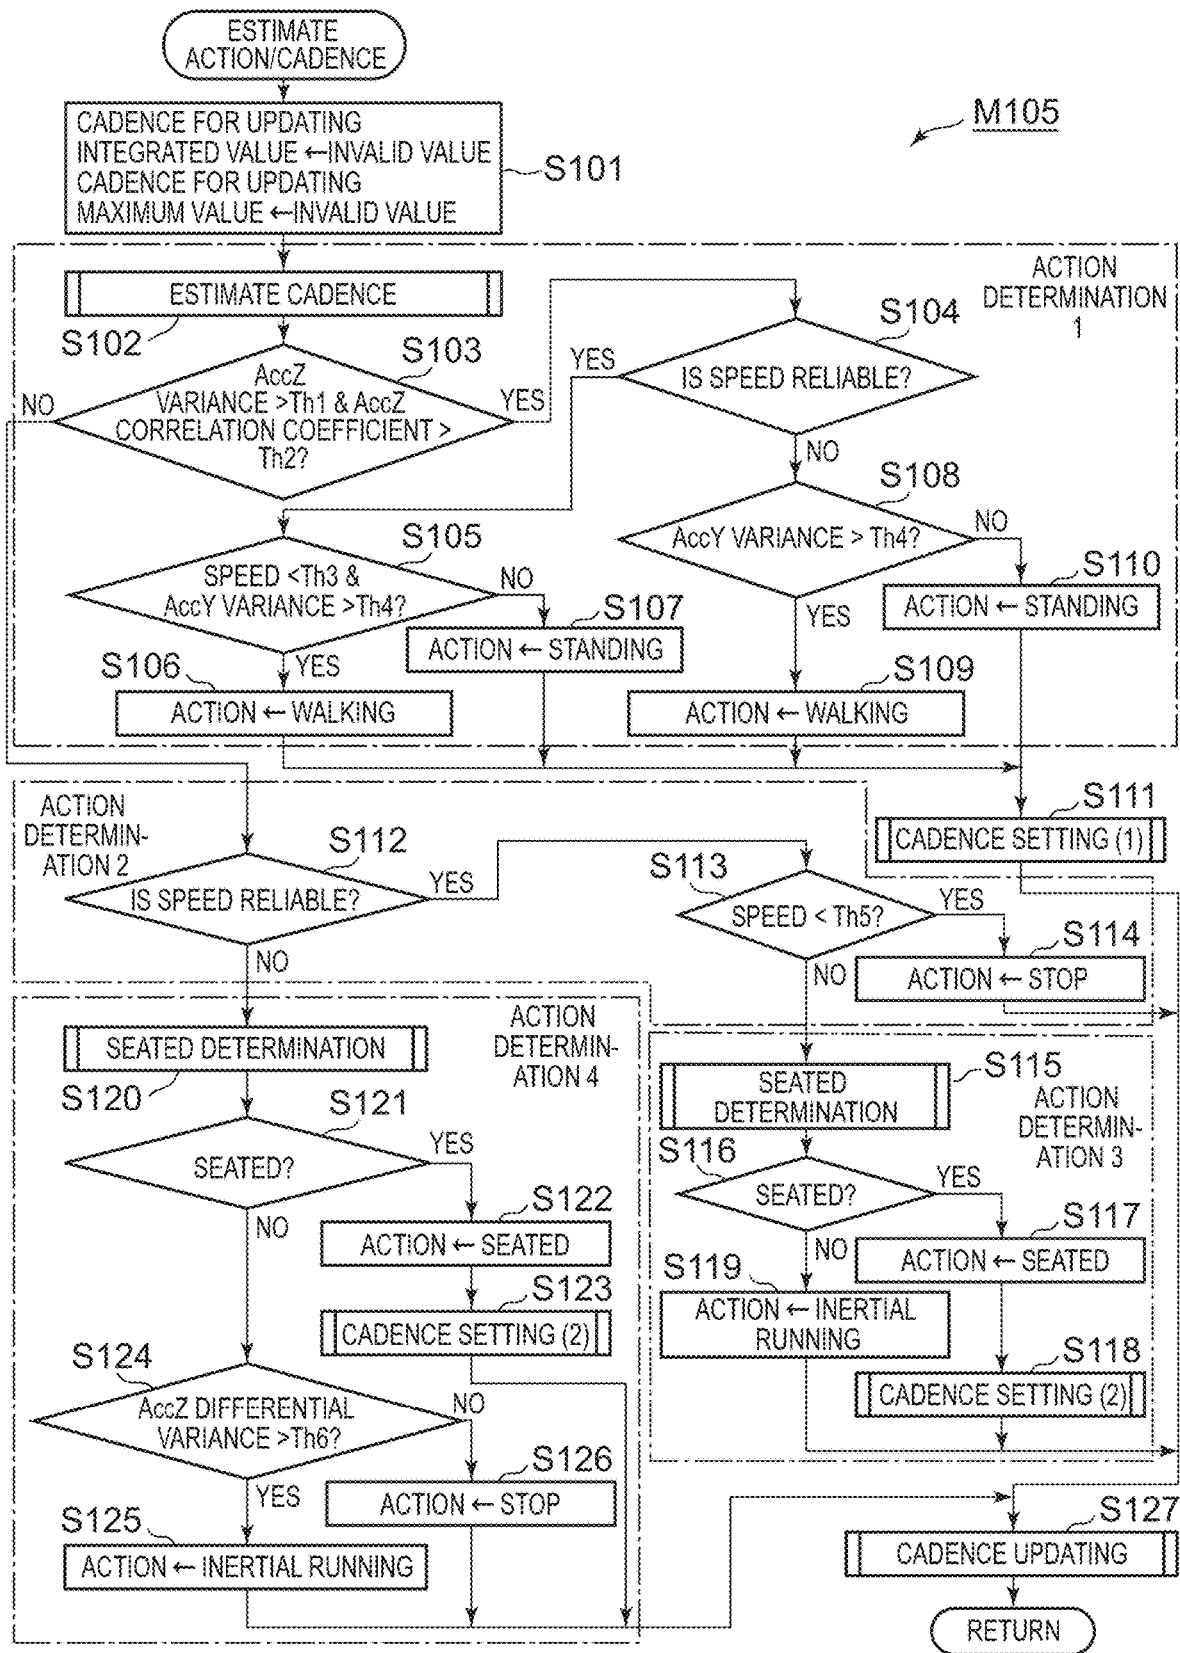 ESTIMATE
ACTION/CADENCE
M105
CADENCE FOR UPDATING
INTEGRATED VALUE ←INVALID VALUE
CADENCE FOR UPDATING
MAXIMUM VALUE ←INVALID VALUE
S101
ACTION
DETERMINATION
1
ESTIMATE CADENCE
S102
S103
AccZ
VARIANCE >Th1 & AccZ
CORRELATION COEFFICIENT >
Th2?
NO
YES
S104
IS SPEED RELIABLE?
YES
NO
S105
SPEED <Th3 &
AccY VARIANCE >Th4?
NO
YES
S108
AccY VARIANCE > Th4?
NO
YES
S107
ACTION ← STANDING
S110
ACTION ← STANDING
S106
ACTION ← WALKING
S109
ACTION ← WALKING
S111
CADENCE SETTING (1)
ACTION
DETERMIN-
ATION 2
S112
IS SPEED RELIABLE?
YES
NO
S113
SPEED < Th5?
YES
NO
S114
ACTION ← STOP
ACTION
DETERMIN-
ATION 4
SEATED DETERMINATION
S120
S121
SEATED?
YES
NO
S122
ACTION ← SEATED
S123
CADENCE SETTING (2)
S124
AccZ DIFFERENTIAL
VARIANCE >Th6?
NO
YES
S126
ACTION ← STOP
S125
ACTION ← INERTIAL RUNNING
SEATED
DETERMINATION
S115
ACTION
DETERMIN-
ATION 3
S116
SEATED?
YES
NO
S117
ACTION ← SEATED
S119
ACTION ← INERTIAL
RUNNING
S118
CADENCE SETTING (2)
S127
CADENCE UPDATING
RETURN